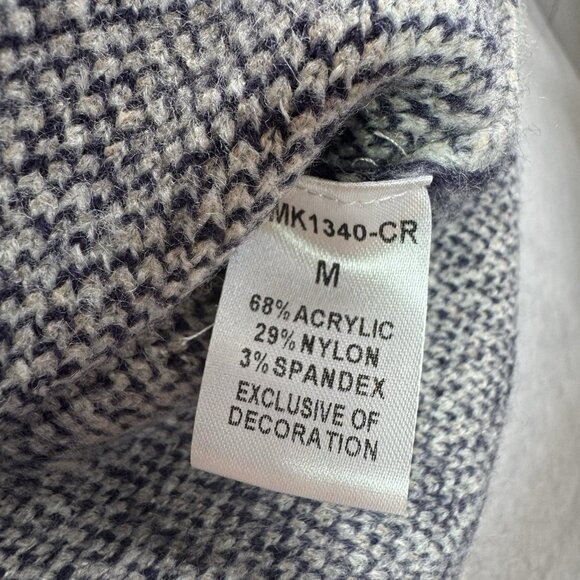 MK1340-CR
M
68% ACRYLIC
29% NYLON
3% SPANDEX
EXCLUSIVE OF
DECORATION